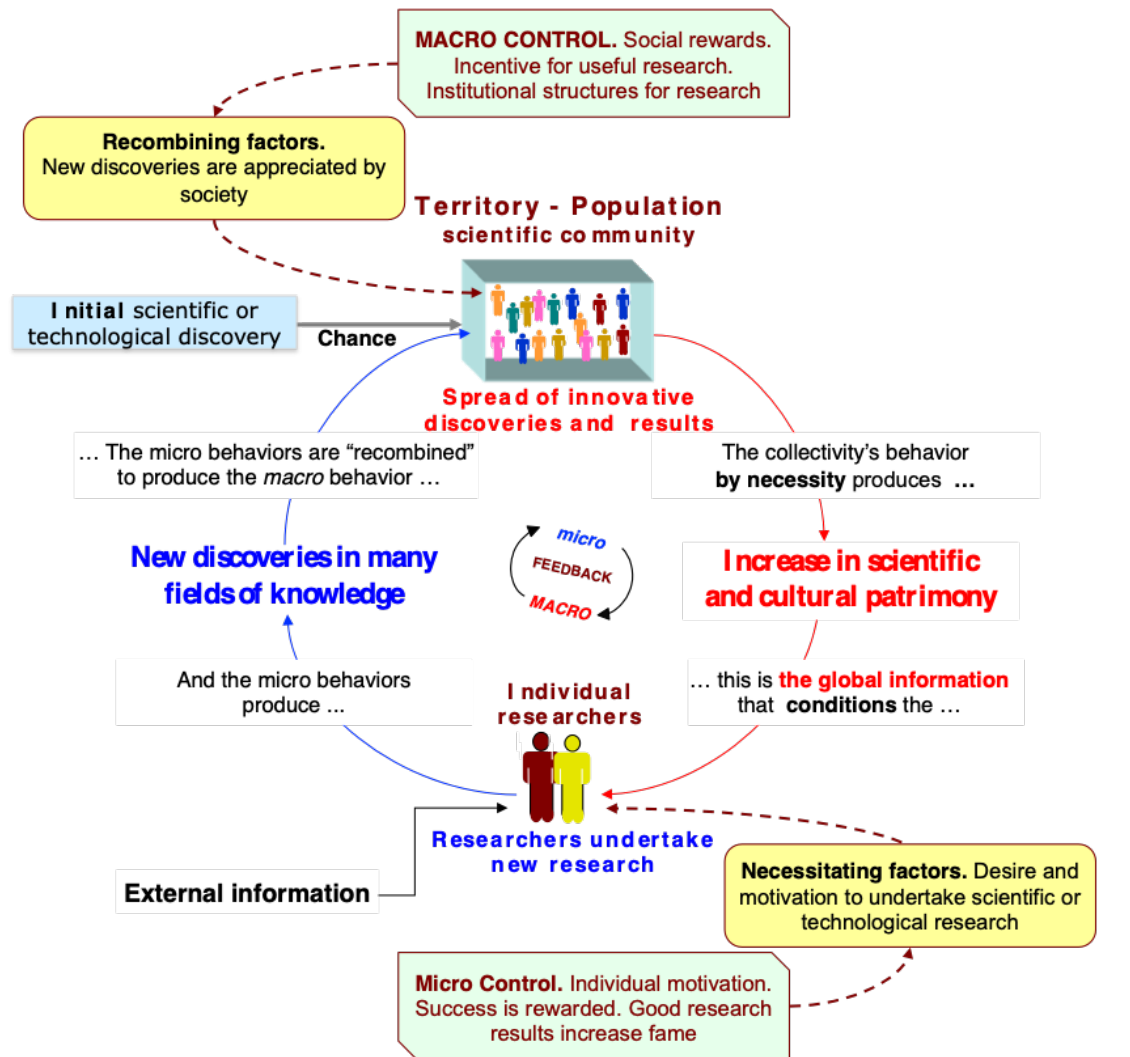 MACRO CONTROL. Social rewards.
Incentive for useful research.
Institutional structures for research
Recombining factors.
New discoveries are appreciated by
society
Territory - Population
scientific community
Initial scientific or
technological discovery
Chance
Spread of innovative
discoveries and results
… The micro behaviors are “recombined”
to produce the macro behavior …
The collectivity’s behavior
by necessity produces …
New discoveries in many
fields of knowledge
micro
FEEDBACK
MACRO
Increase in scientific
and cultural patrimony
And the micro behaviors
produce ...
… this is the global information
that conditions the …
Individual
researchers
Researchers undertake
new research
External information
Necessitating factors. Desire and
motivation to undertake scientific or
technological research
Micro Control. Individual motivation.
Success is rewarded. Good research
results increase fame